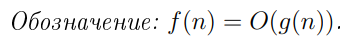 Обозначение: f(n) = O(g(n)).